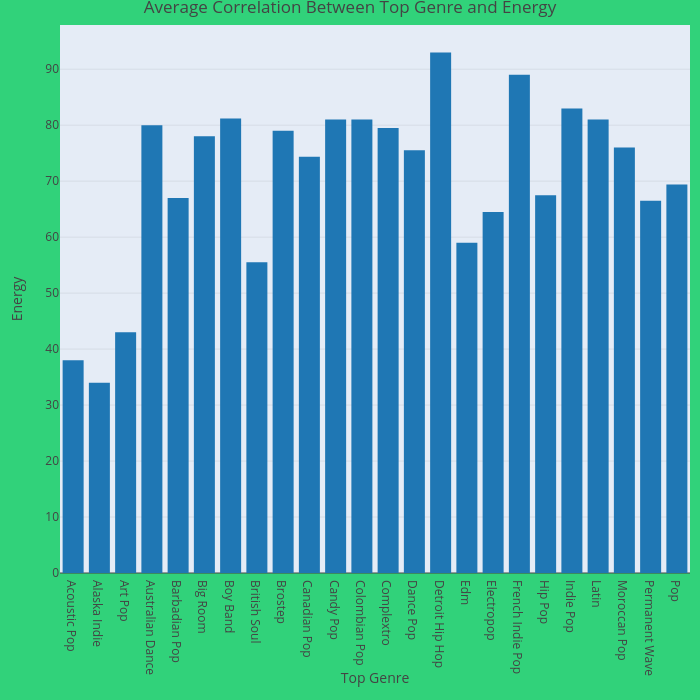 Average Correlation Between Top Genre and Energy
Energy
90
80
70
60
50
40
30
20
10
0
Acoustic Pop
Alaska Indie
Art Pop
Australian Dance
Barbadian Pop
Big Room
Boy Band
British Soul
Brostep
Canadian Pop
Candy Pop
Colombian Pop
Complextro
Dance Pop
Detroit Hip Hop
Edm
Electropop
French Indie Pop
Hip Pop
Indie Pop
Latin
Moroccan Pop
Permanent Wave
Pop
Top Genre